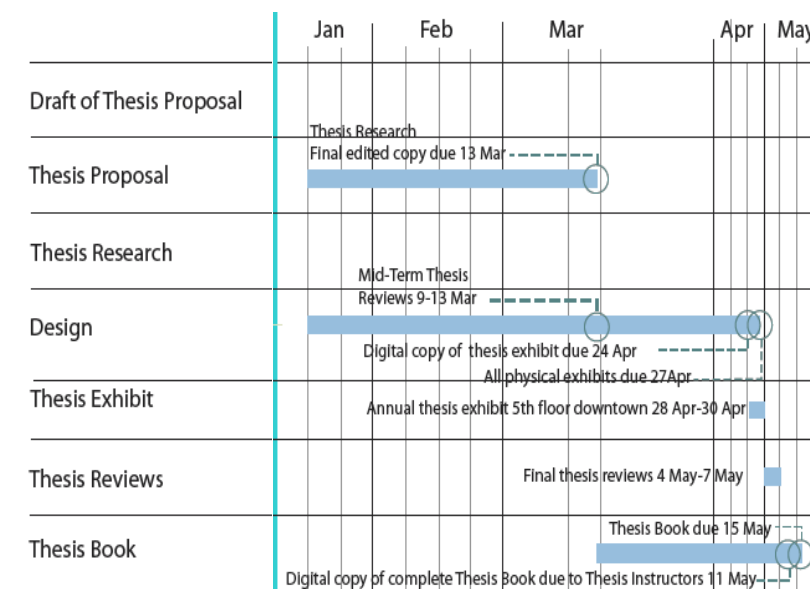 Jan Feb Mar Apr May
Draft of Thesis Proposal
Thesis Research
Final edited copy due 13 Mar
Thesis Proposal
Thesis Research
Mid-Term Thesis
Reviews 9-13 Mar
Design
Digital copy of thesis exhibit due 24 Apr
All physical exhibits due 27Apr
Thesis Exhibit
Annual thesis exhibit 5th floor downtown 28 Apr-30 Apr
Thesis Reviews
Final thesis reviews 4 May-7 May
Thesis Book due 15 May
Thesis Book
Digital copy of complete Thesis Book due to Thesis Instructors 11 May